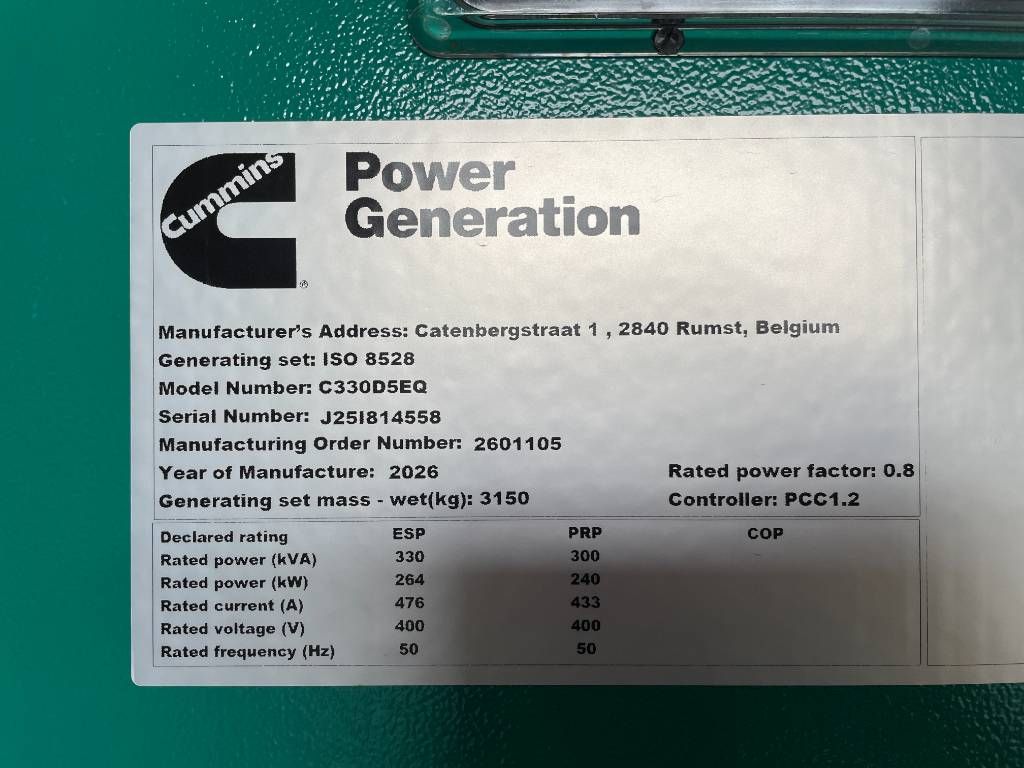 Cummins
Power
Generation
®
Manufacturer's Address: Catenbergstraat 1 , 2840 Rumst, Belgium
Generating set: ISO 8528
Model Number: C330D5EQ
Serial Number: J25I814558
Manufacturing Order Number: 2601105
Year of Manufacture: 2026 Rated power factor: 0.8
Generating set mass - wet(kg): 3150 Controller: PCC1.2
Declared rating ESP PRP COP
Rated power (kVA) 330 300
Rated power (kW) 264 240
Rated current (A) 476 433
Rated voltage (V) 400 400
Rated frequency (Hz) 50 50